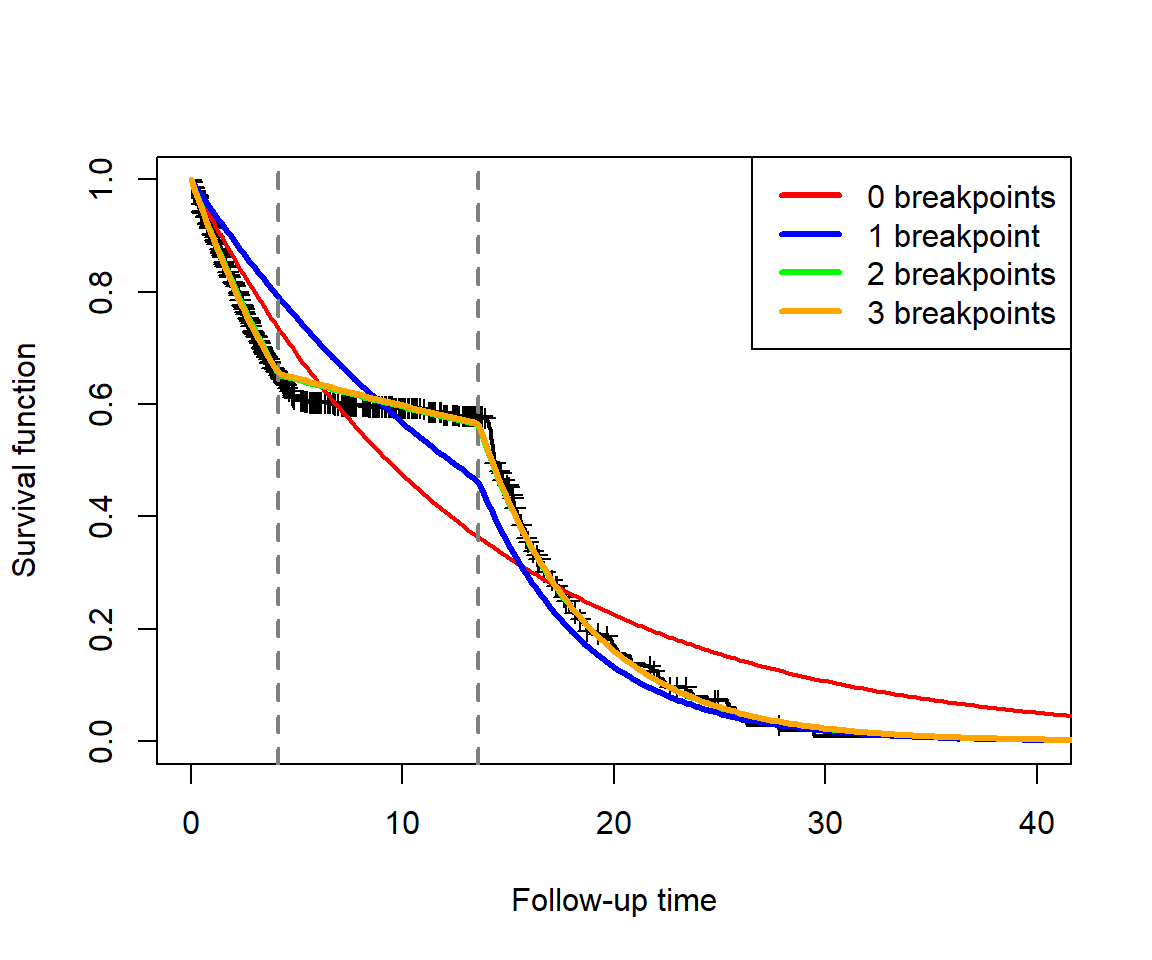 0 breakpoints
1 breakpoint
2 breakpoints
3 breakpoints
Survival function
1.0
0.8
0.6
0.4
0.2
0.0
0 10 20 30 40
Follow-up time